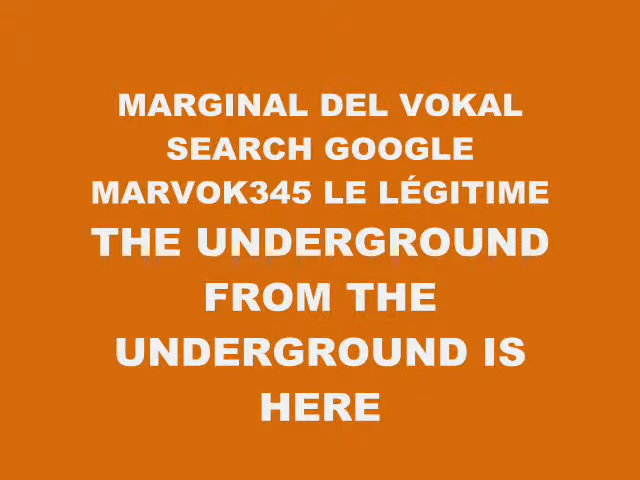 MARGINAL DEL VOKAL
SEARCH GOOGLE
MARVOK345 LE LÉGITIME
THE UNDERGROUND
FROM THE
UNDERGROUND IS
HERE